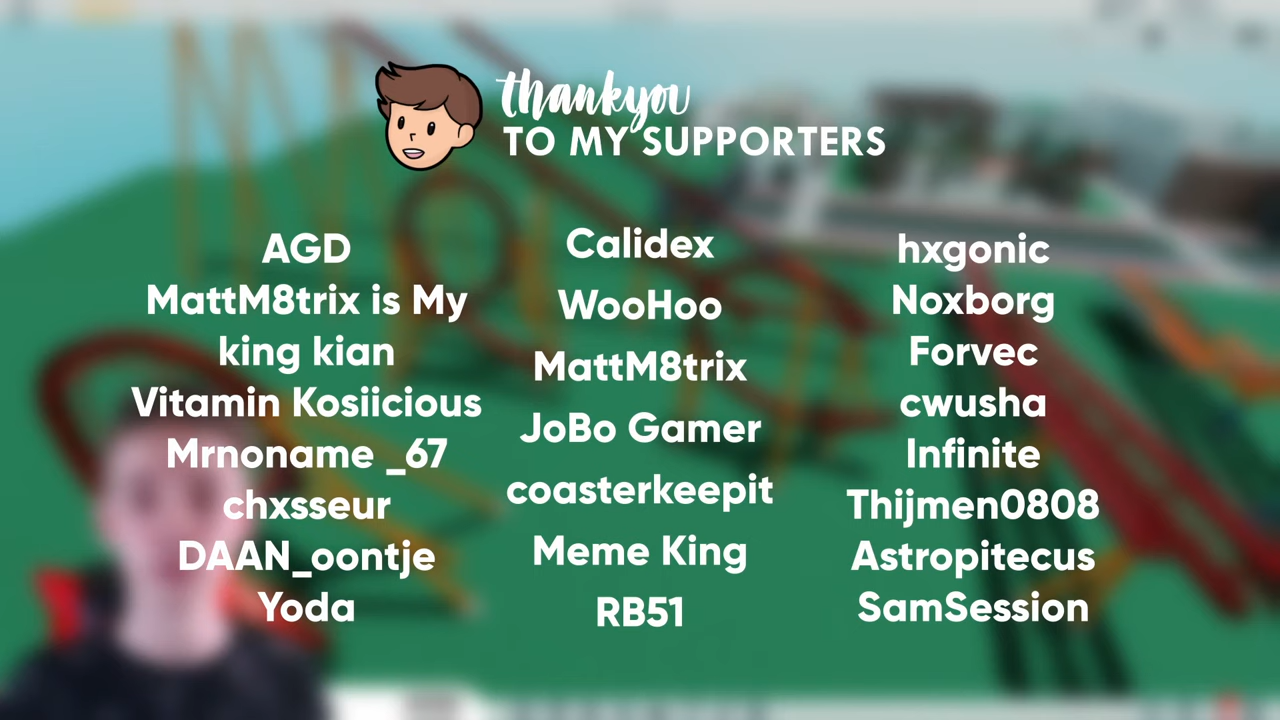 thankyou
TO MY SUPPORTERS
AGD
MattM8trix is My
king kian
Vitamin Kosiicious
Mrnoname _67
chxsseur
DAAN_oontje
Yoda
Calidex
WooHoo
MattM8trix
JoBo Gamer
coasterkeepit
Meme King
RB51
hxgonic
Noxborg
Forvec
cwusha
Infinite
Thijmen0808
Astropitecus
SamSession